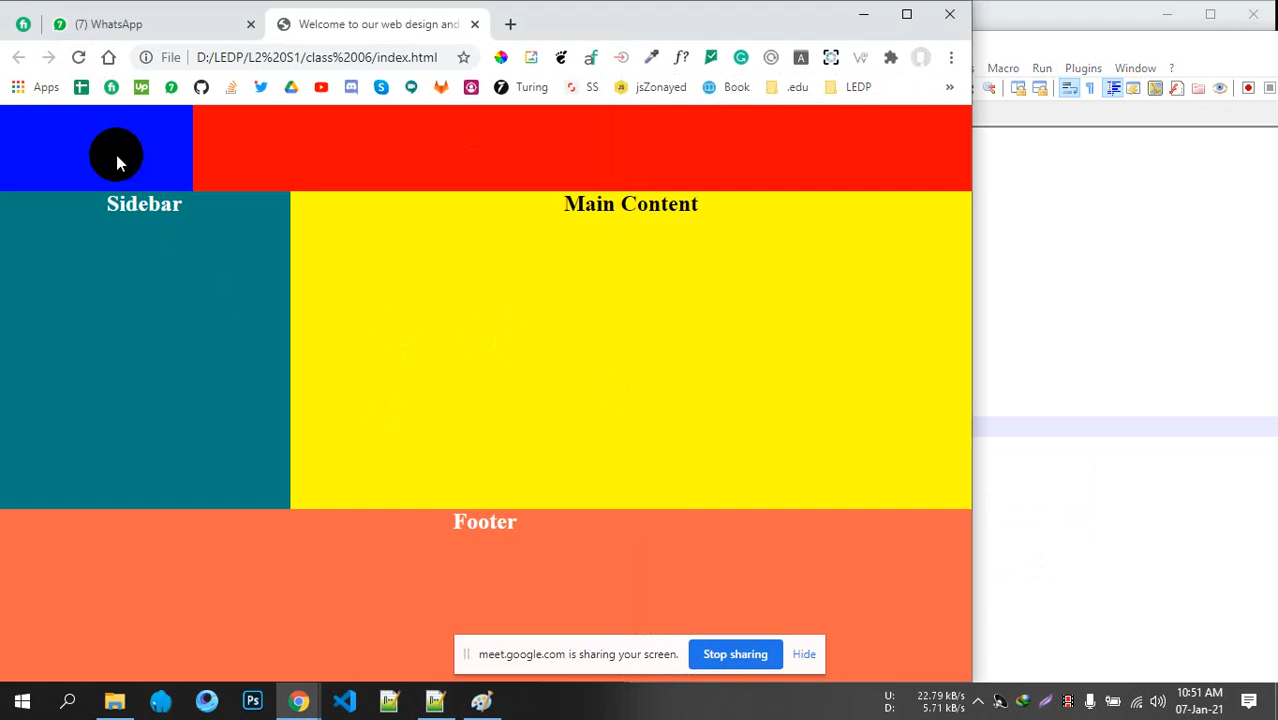 (7) WhatsApp
Welcome to our web design and
File D:/LEDP/L2%20S1/class%2006/index.html
Macro Run Plugins Window ?
Apps
Turing
SS
jsZonayed
Book
.edu
LEDP
»
Sidebar
Main Content
Footer
meet.google.com is sharing your screen.
Stop sharing
Hide
U: 22.79 kB/s
D: 5.71 kB/s
10:51 AM
07-Jan-21